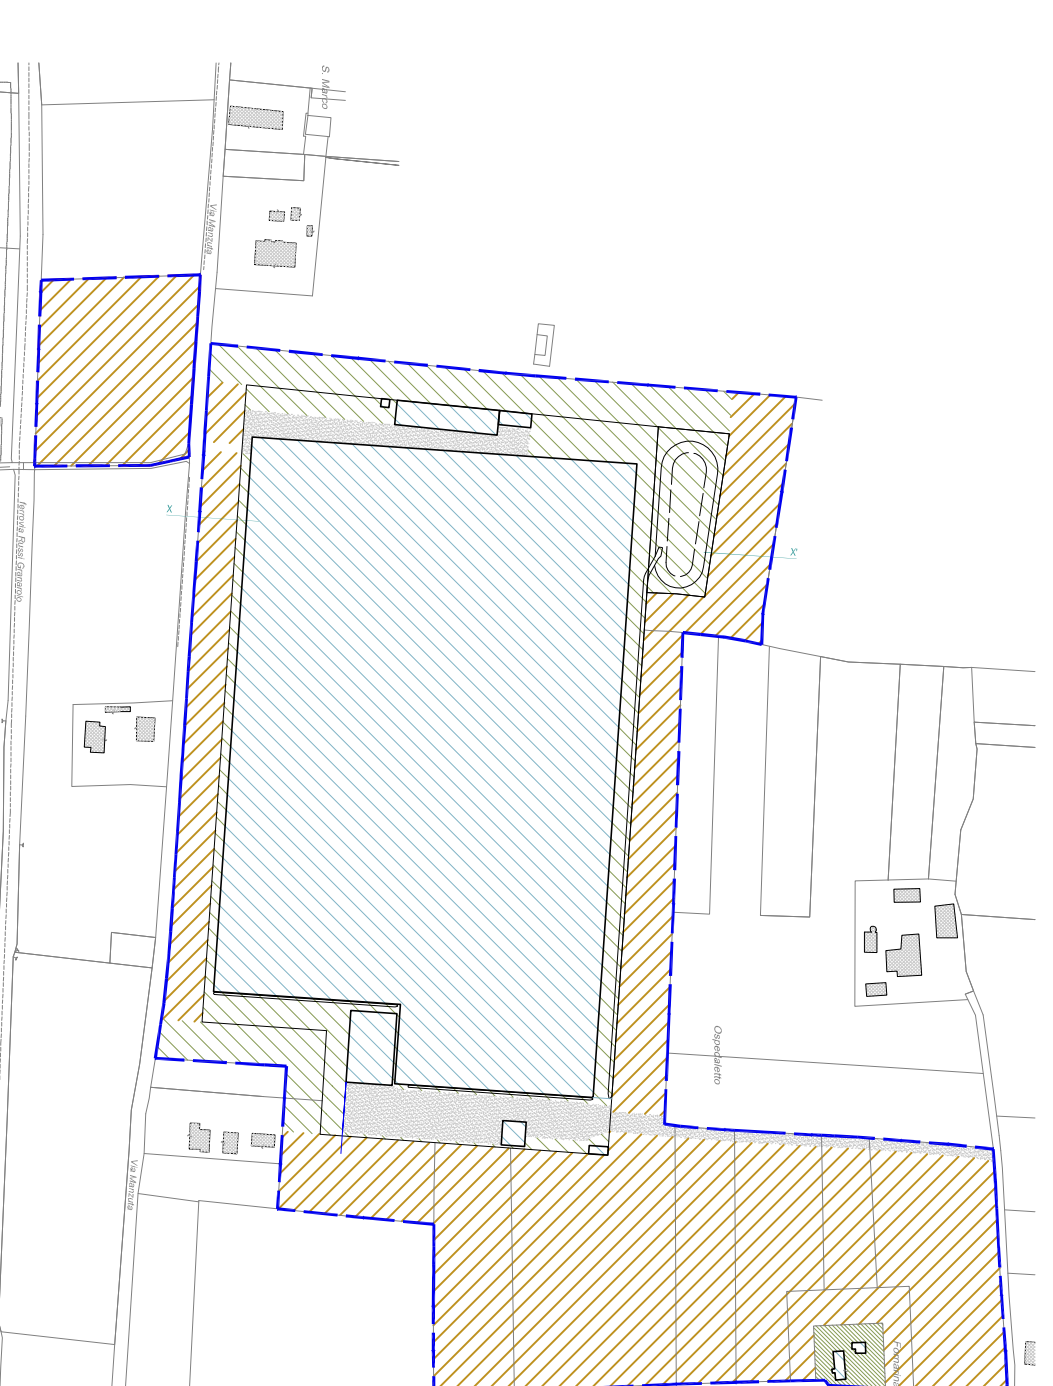 S. Marco
Via Manzuta
X
X'
ferrovia Russi Granarolo
Ospedaletto
Via Manzuta